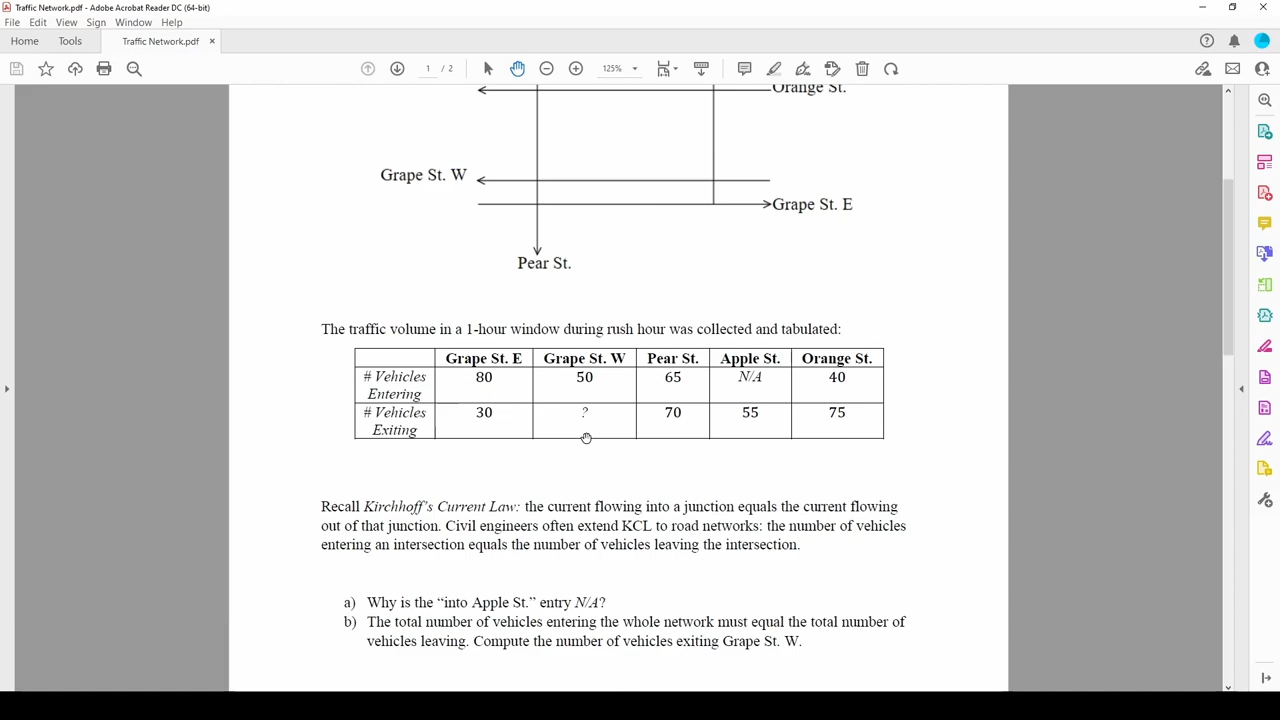 Traffic Network.pdf - Adobe Acrobat Reader DC (64-bit)
File Edit View Sign Window Help
Home Tools Traffic Network.pdf ×
1 / 2 125%
Orange St.
Grape St. W
Grape St. E
Pear St.
The traffic volume in a 1-hour window during rush hour was collected and tabulated:
Grape St. E Grape St. W Pear St. Apple St. Orange St.
# Vehicles Entering 80 50 65 N/A 40
# Vehicles Exiting 30 ? 70 55 75
Recall Kirchhoff's Current Law: the current flowing into a junction equals the current flowing
out of that junction. Civil engineers often extend KCL to road networks: the number of vehicles
entering an intersection equals the number of vehicles leaving the intersection.
a) Why is the “into Apple St.” entry N/A?
b) The total number of vehicles entering the whole network must equal the total number of
vehicles leaving. Compute the number of vehicles exiting Grape St. W.